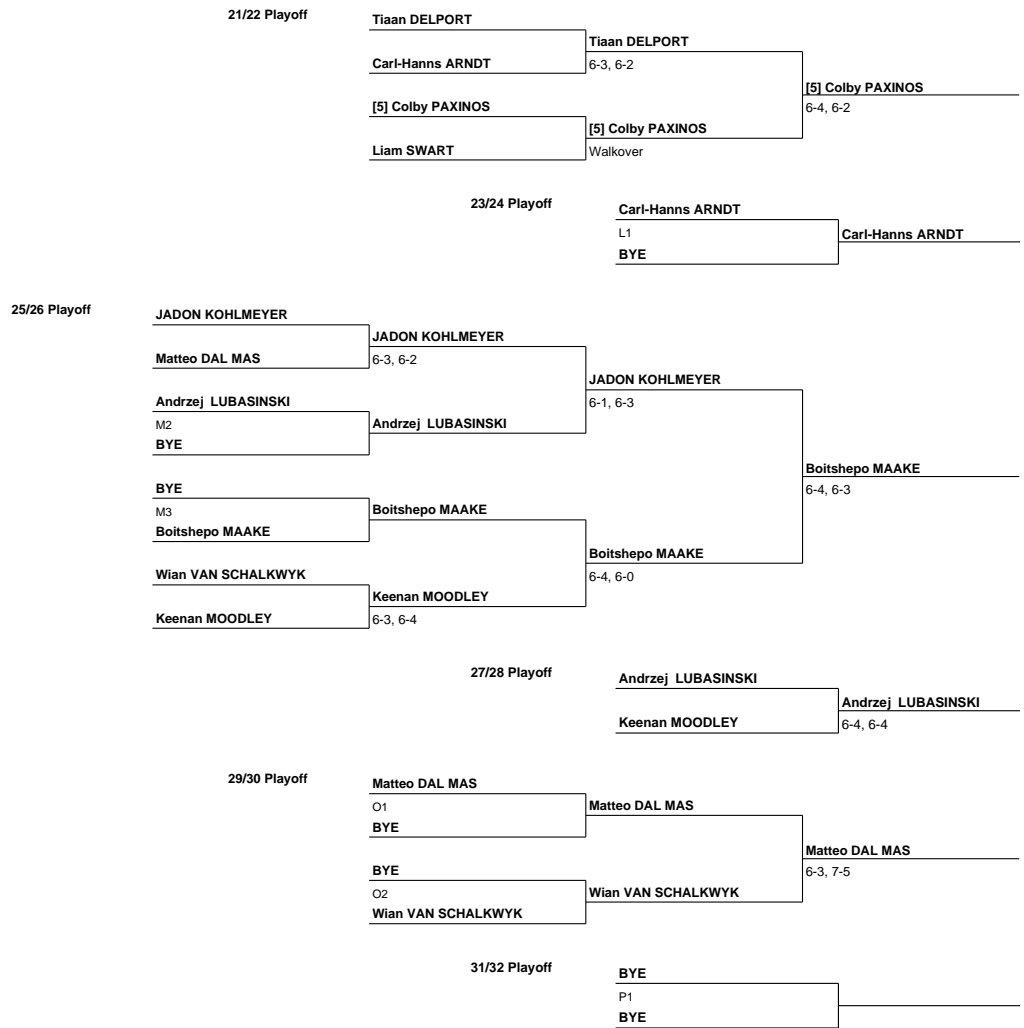 21/22 Playoff
Tiaan DELPORT
Tiaan DELPORT
Carl-Hanns ARNDT
6-3, 6-2
[5] Colby PAXINOS
6-4, 6-2
[5] Colby PAXINOS
[5] Colby PAXINOS
Liam SWART
Walkover
23/24 Playoff
Carl-Hanns ARNDT
L1
Carl-Hanns ARNDT
BYE
25/26 Playoff
JADON KOHLMEYER
JADON KOHLMEYER
Matteo DAL MAS
6-3, 6-2
JADON KOHLMEYER
6-1, 6-3
Andrzej LUBASINSKI
M2
Andrzej LUBASINSKI
BYE
Boitshepo MAAKE
6-4, 6-3
BYE
M3
Boitshepo MAAKE
Boitshepo MAAKE
Boitshepo MAAKE
6-4, 6-0
Wian VAN SCHALKWYK
Keenan MOODLEY
Keenan MOODLEY
6-3, 6-4
27/28 Playoff
Andrzej LUBASINSKI
Andrzej LUBASINSKI
Keenan MOODLEY
6-4, 6-4
29/30 Playoff
Matteo DAL MAS
O1
Matteo DAL MAS
BYE
Matteo DAL MAS
6-3, 7-5
BYE
O2
Wian VAN SCHALKWYK
Wian VAN SCHALKWYK
31/32 Playoff
BYE
P1
BYE